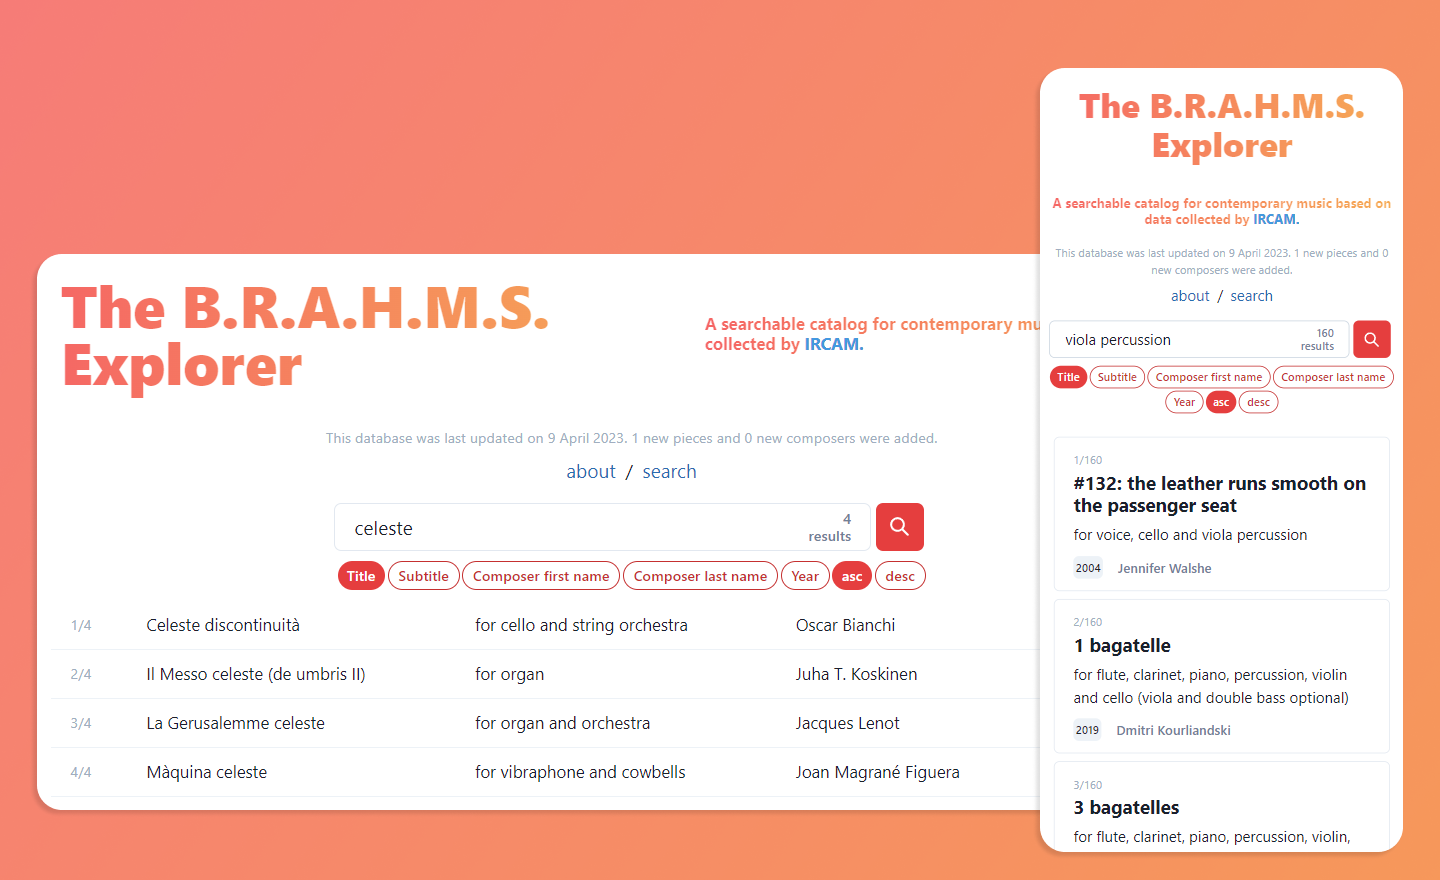 The B.R.A.H.M.S.
Explorer
A searchable catalog for contemporary mu
collected by IRCAM.
This database was last updated on 9 April 2023. 1 new pieces and 0 new composers were added.
about / search
celeste
4
results
Title Subtitle Composer first name Composer last name Year asc desc
1/4 Celeste discontinuità for cello and string orchestra Oscar Bianchi
2/4 Il Messo celeste (de umbris II) for organ Juha T. Koskinen
3/4 La Gerusalemme celeste for organ and orchestra Jacques Lenot
4/4 Màquina celeste for vibraphone and cowbells Joan Magrané Figuera
The B.R.A.H.M.S.
Explorer
A searchable catalog for contemporary music based on
data collected by IRCAM.
This database was last updated on 9 April 2023. 1 new pieces and 0
new composers were added.
about / search
viola percussion
160
results
Title Subtitle Composer first name Composer last name
Year asc desc
1/160
#132: the leather runs smooth on
the passenger seat
for voice, cello and viola percussion
2004 Jennifer Walshe
2/160
1 bagatelle
for flute, clarinet, piano, percussion, violin
and cello (viola and double bass optional)
2019 Dmitri Kourliandski
3/160
3 bagatelles
for flute, clarinet, piano, percussion, violin,